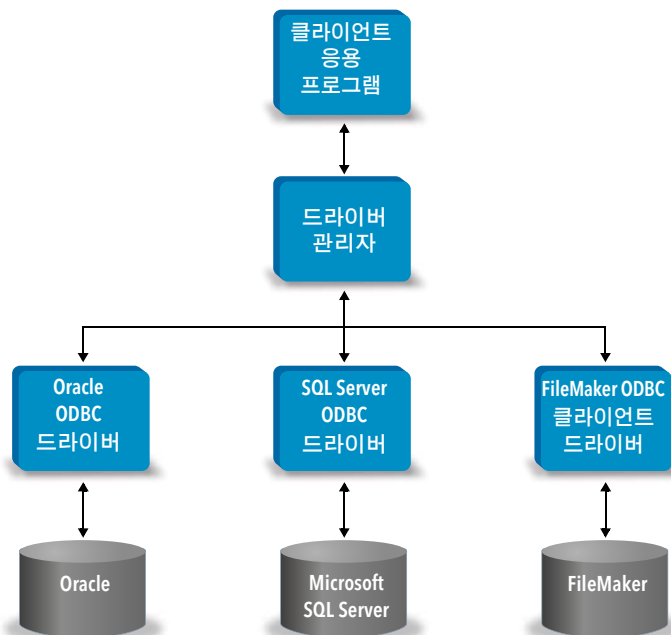 클라이언트
응용
프로그램
드라이버
관리자
Oracle
ODBC
드라이버
SQL Server
ODBC
드라이버
FileMaker ODBC
클라이언트
드라이버
Oracle
Microsoft
SQL Server
FileMaker